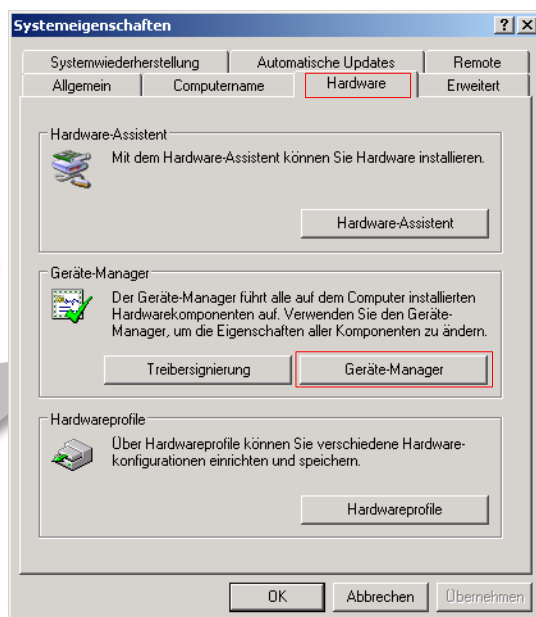 Systemeigenschaften
Systemwiederherstellung Automatische Updates Remote
Allgemein Computername Hardware Erweitert
Hardware-Assistent
Mit dem Hardware-Assistent können Sie Hardware installieren.
Hardware-Assistent
Geräte-Manager
Der Geräte-Manager führt alle auf dem Computer installierten
Hardwarekomponenten auf. Verwenden Sie den Geräte-
Manager, um die Eigenschaften aller Komponenten zu ändern.
Treibersignierung Geräte-Manager
Hardwareprofile
Über Hardwareprofile können Sie verschiedene Hardware-
konfigurationen einrichten und speichern.
Hardwareprofile
OK Abbrechen Übernehmen